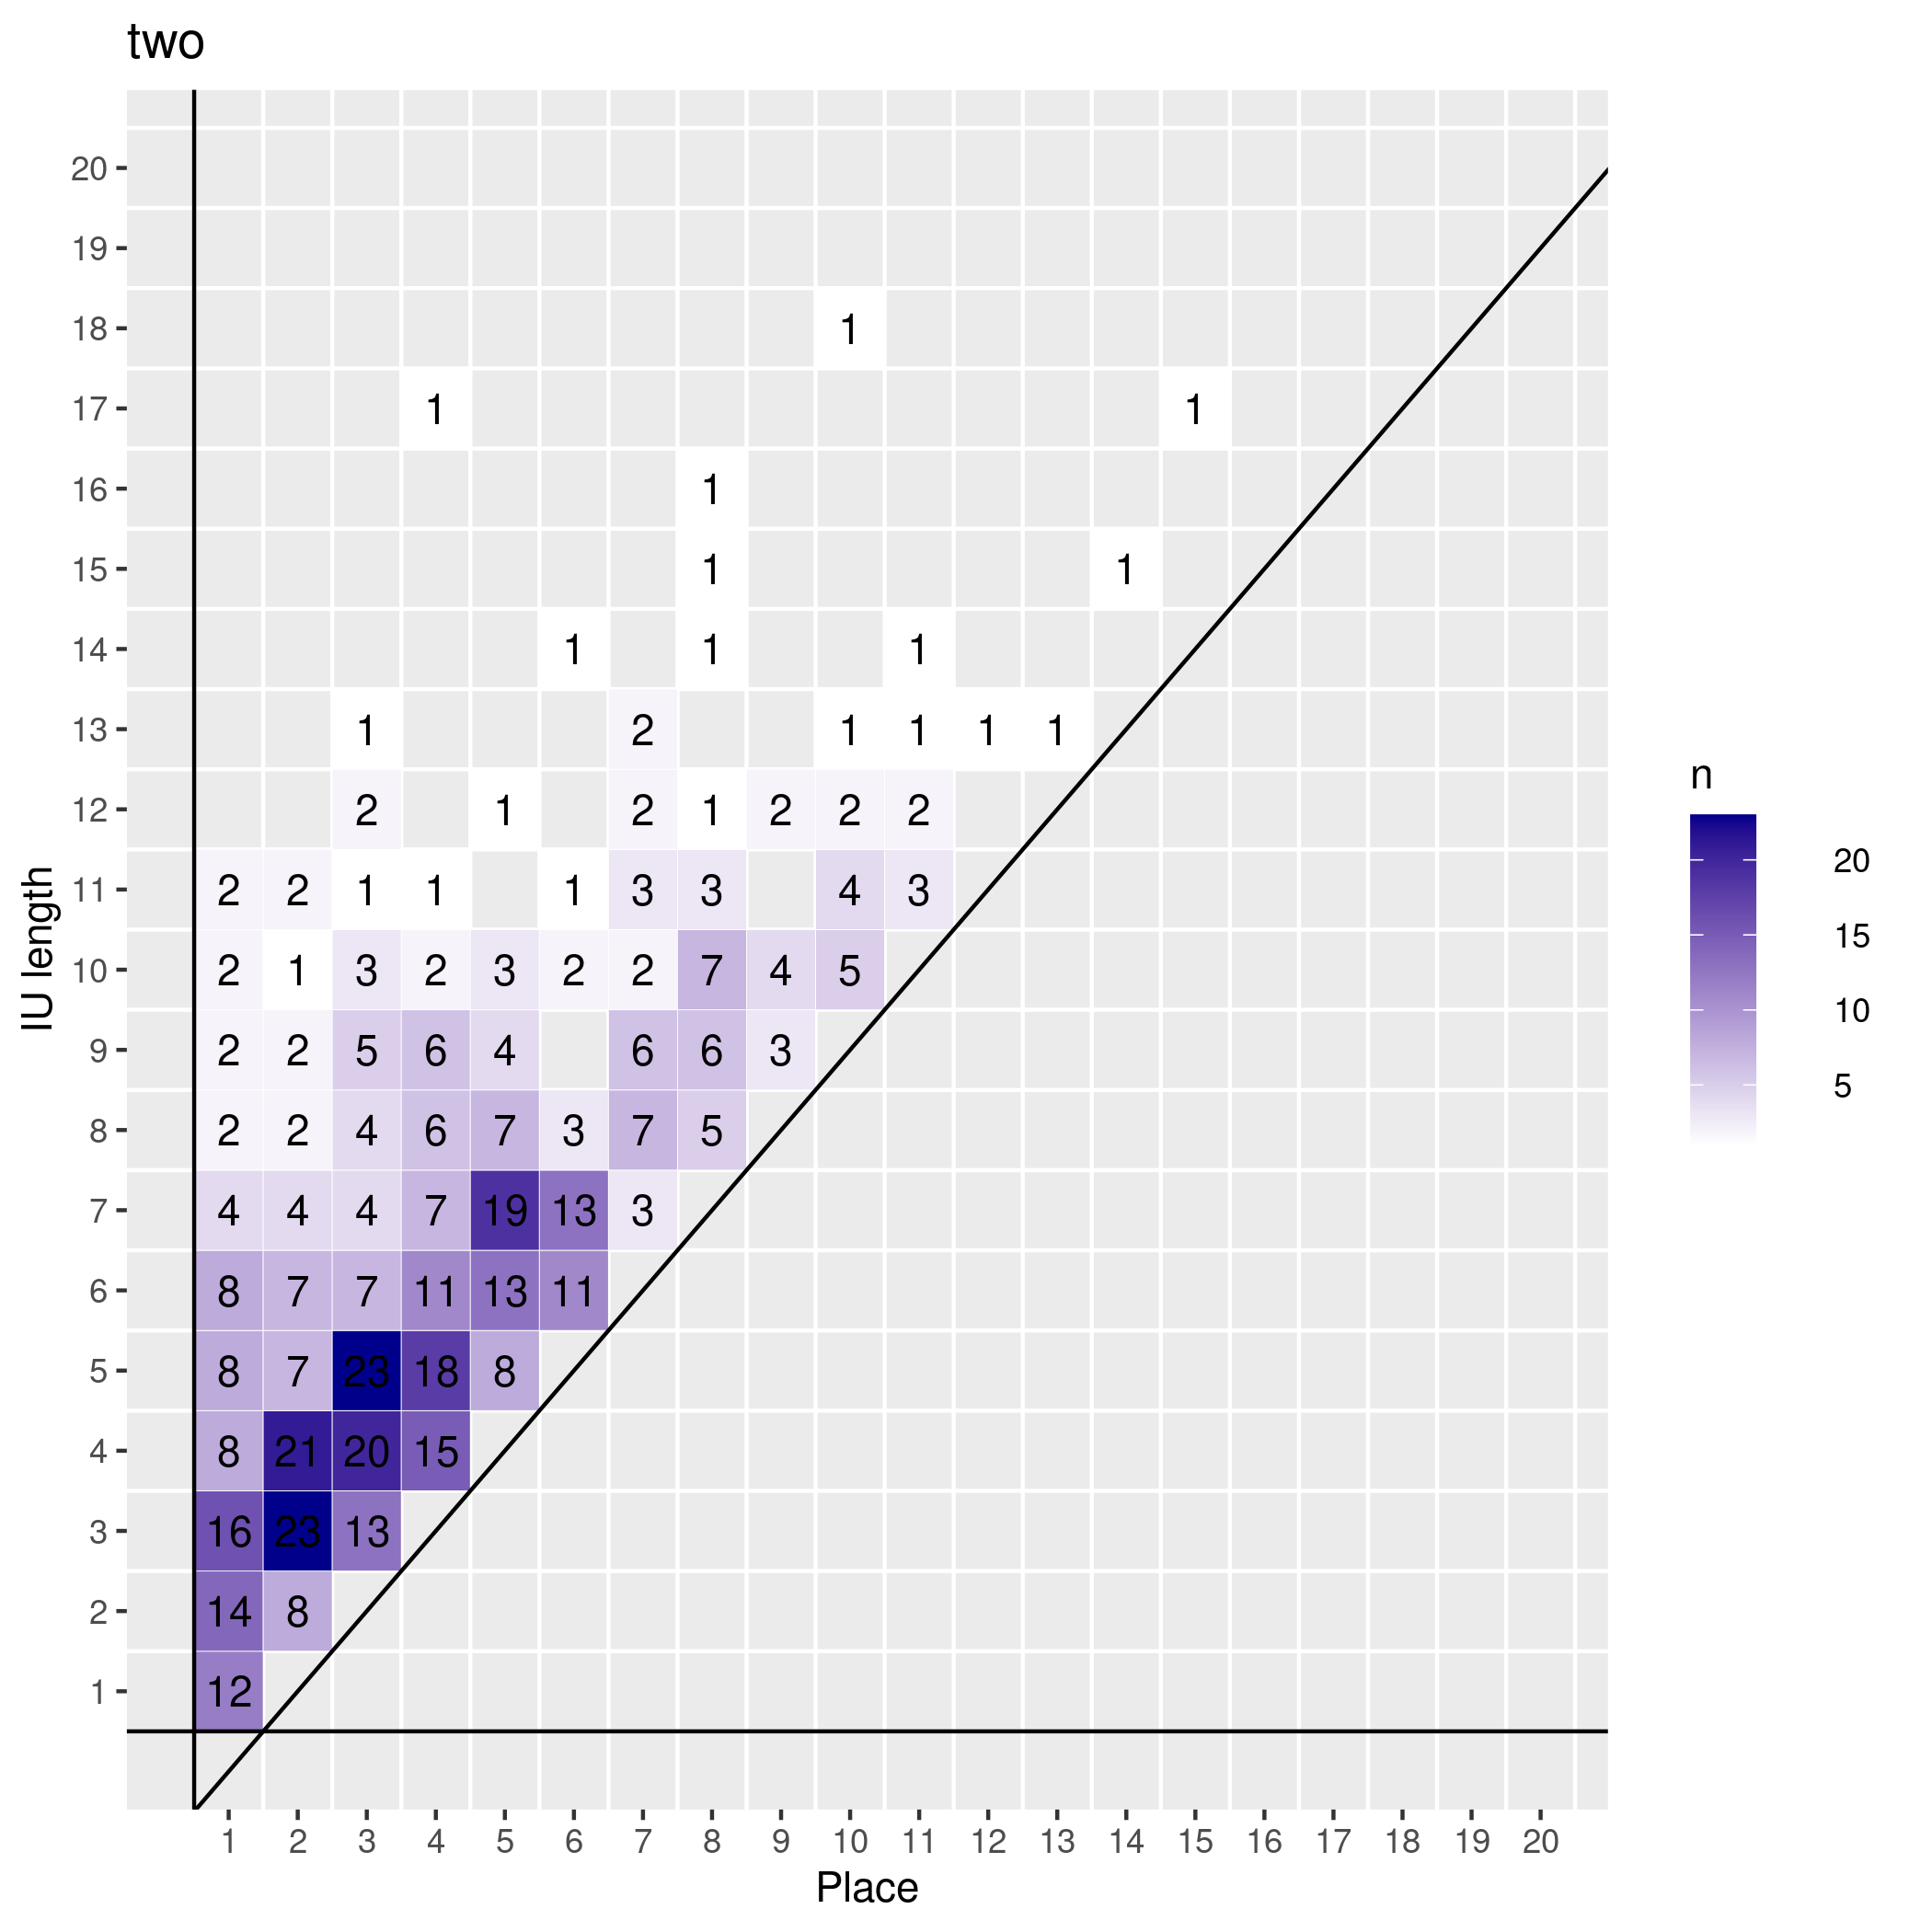 two
20
19
18 1
17 1 1
16 1
15 1 1
14 1 1 1
13 1 2 1 1 1 1
12 2 1 2 1 2 2 2
11 2 2 1 1 1 3 3 4 3
10 2 1 3 2 3 2 2 7 4 5
9 2 2 5 6 4 6 6 3
8 2 2 4 6 7 3 7 5
7 4 4 4 7 19 13 3
6 8 7 7 11 13 11
5 8 7 23 18 8
4 8 21 20 15
3 16 23 13
2 14 8
1 12
1 2 3 4 5 6 7 8 9 10 11 12 13 14 15 16 17 18 19 20
Place
IU length
n
20
15
10
5